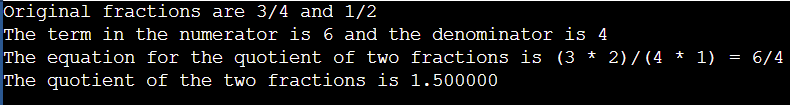 Original fractions are 3/4 and 1/2
The term in the numerator is 6 and the denominator is 4
The equation for the quotient of two fractions is (3 * 2)/(4 * 1) = 6/4
The quotient of the two fractions is 1.500000